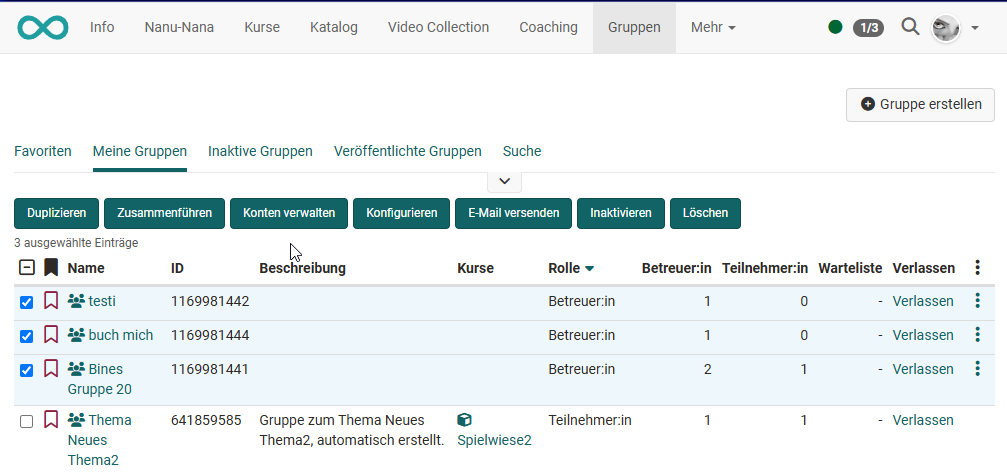 Info Nanu-Nana Kurse Katalog Video Collection Coaching Gruppen Mehr 1/3
Gruppe erstellen
Favoriten Meine Gruppen Inaktive Gruppen Veröffentlichte Gruppen Suche
Duplizieren Zusammenführen Konten verwalten Konfigurieren E-Mail versenden Inaktivieren Löschen
3 ausgewählte Einträge
Name ID Beschreibung Kurse Rolle Betreuer:in Teilnehmer:in Warteliste Verlassen
testi 1169981442 Betreuer:in 1 0 - Verlassen
buch mich 1169981444 Betreuer:in 1 0 - Verlassen
Bines 1169981441 Betreuer:in 2 1 - Verlassen
Gruppe 20
Thema 641859585 Gruppe zum Thema Neues Teilnehmer:in 1 1 - Verlassen
Neues Thema2, automatisch erstellt. Spielwiese2
Thema2